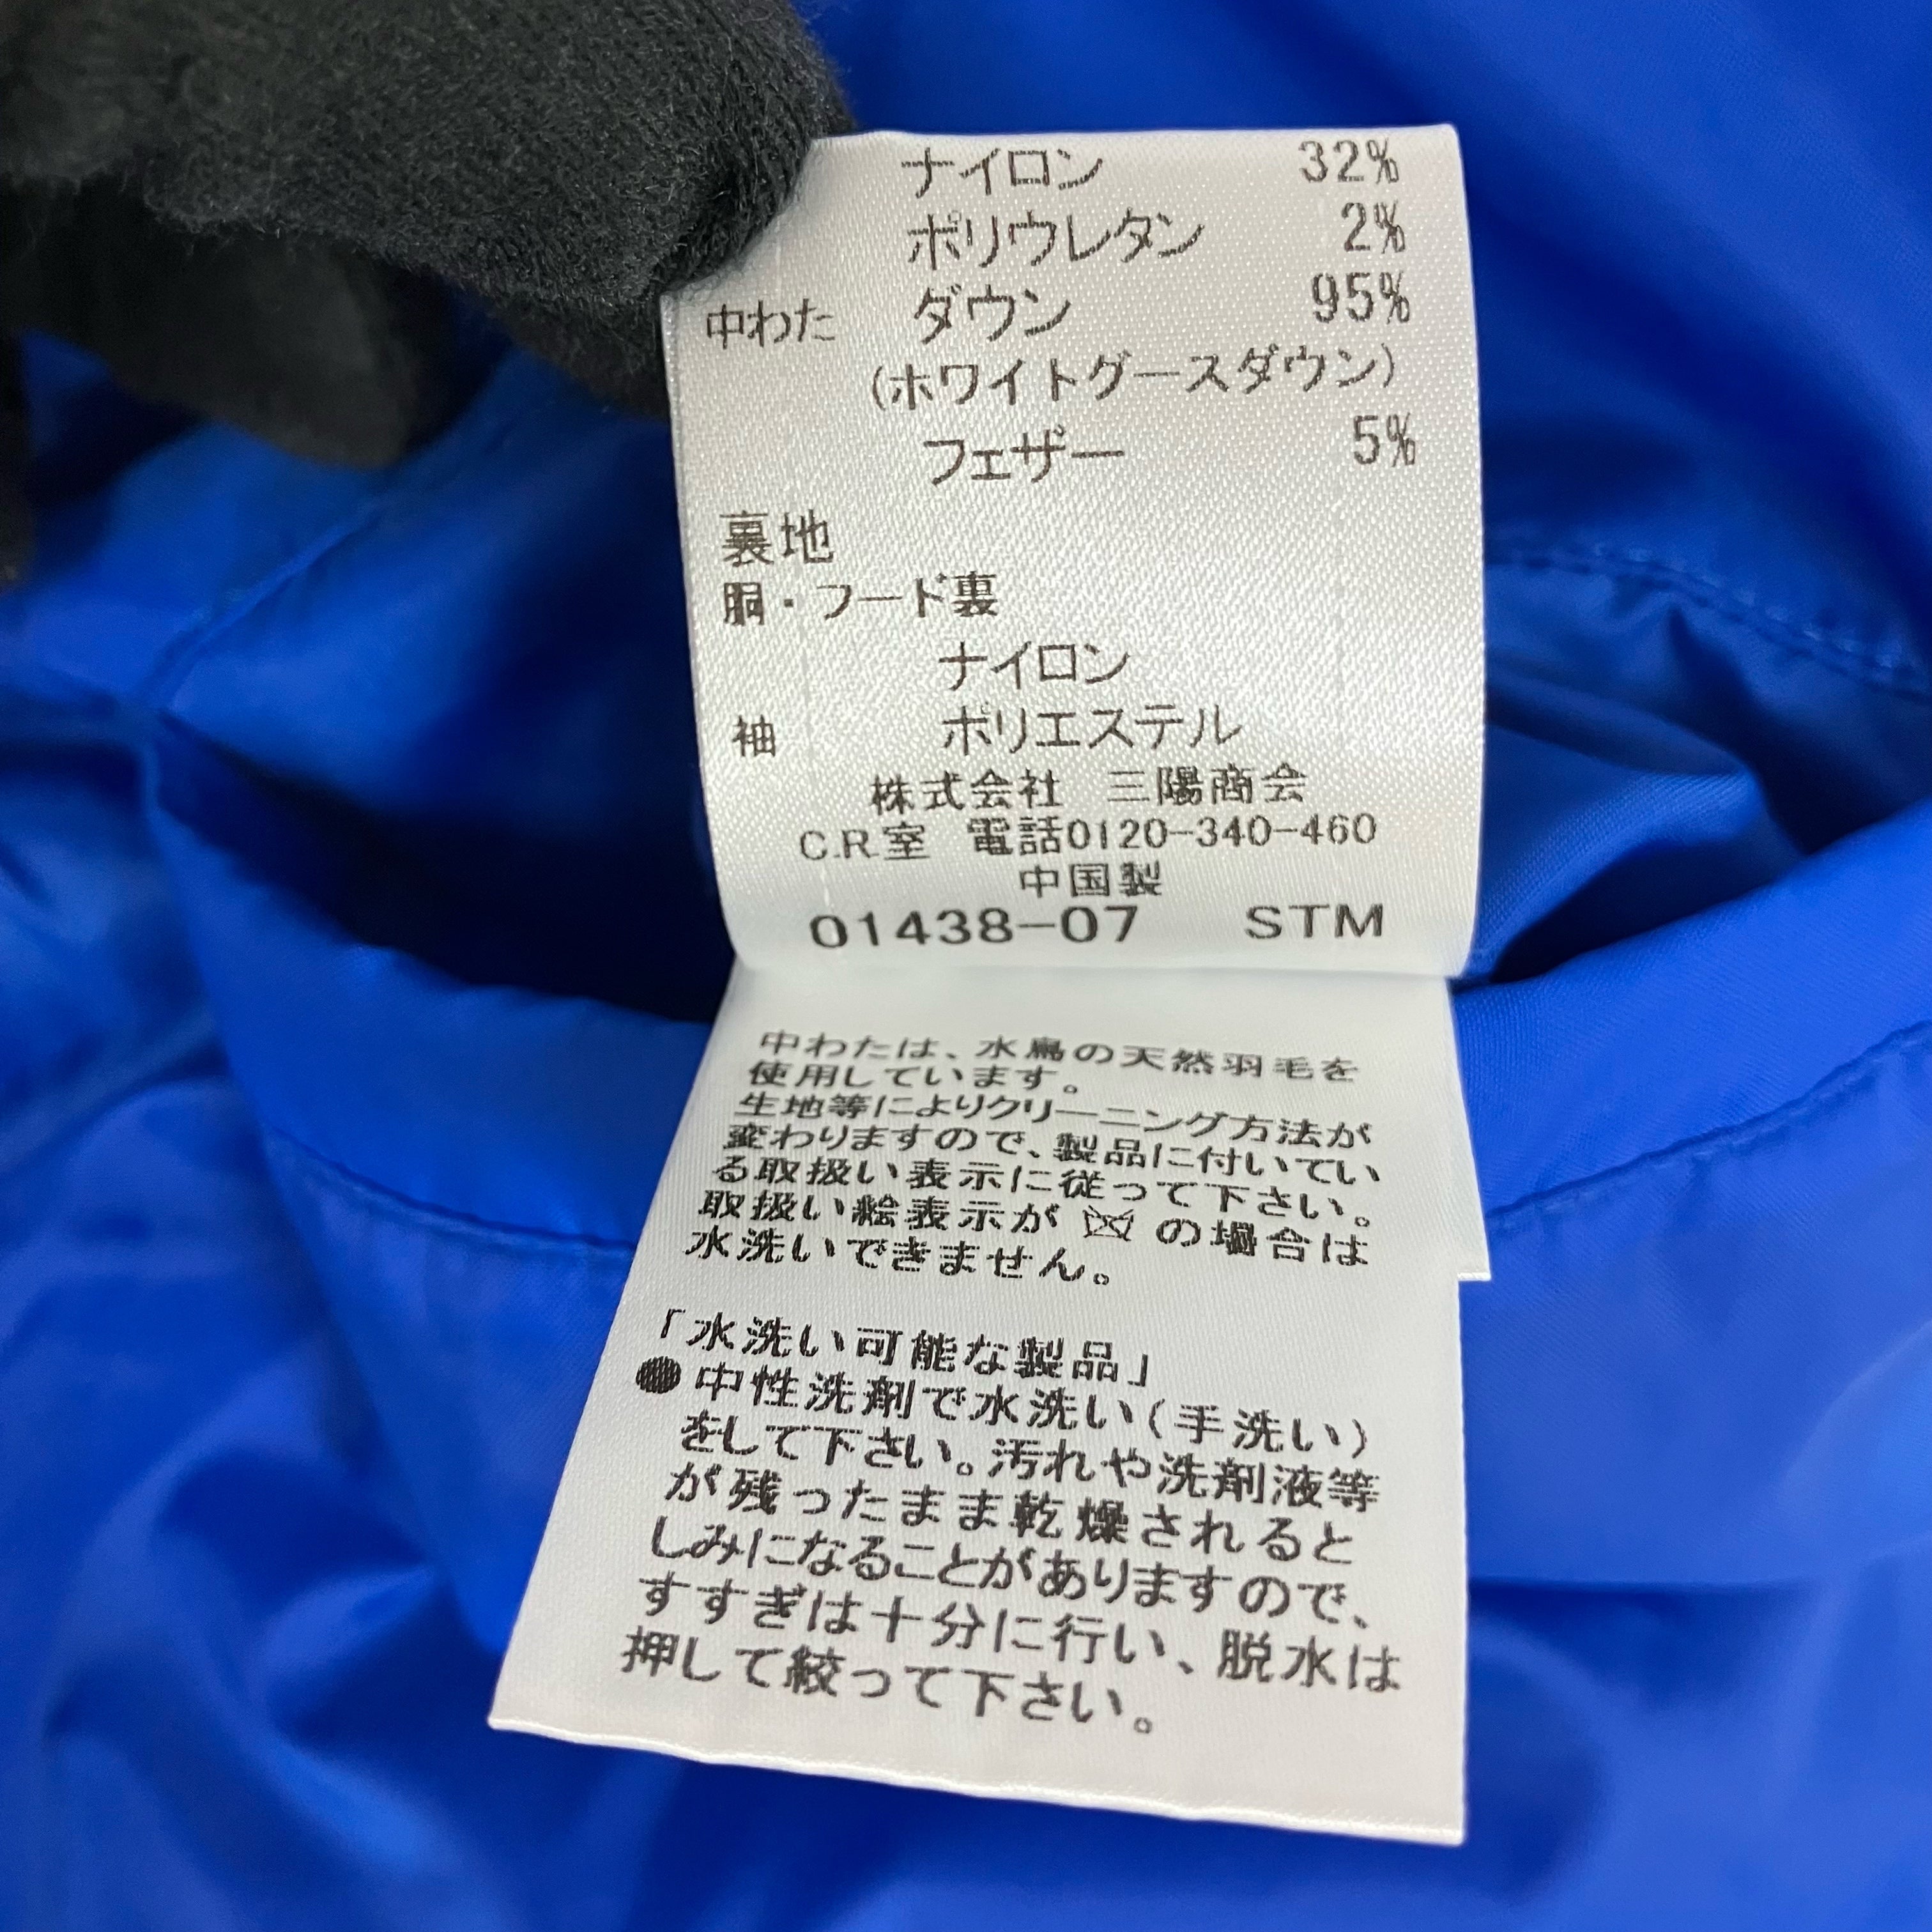 ナイロン 32%
ポリウレタン 2%
中わた ダウン 95%
(ホワイトグースダウン)
フェザー 5%
裏地
胴・フード裏
ナイロン
袖 ポリエステル
株式会社 三陽商会
C.R.室 電話0120-340-460
中国製
01438-07 STM
中わたは、水鳥の天然羽毛を
使用しています。
生地等によりクリーニング方法が
変わりますので、製品に付いてい
る取扱い表示に従って下さい。
取扱い絵表示が の場合は
水洗いできません。
「水洗い可能な製品」
●中性洗剤で水洗い(手洗い)
をして下さい。汚れや洗剤液等
が残ったまま乾燥されると
しみになることがありますので、
すすぎは十分に行い、脱水は
押して絞って下さい。